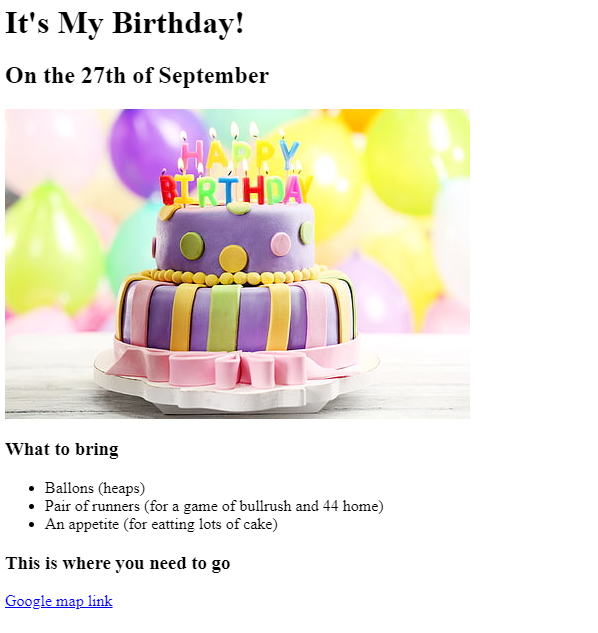 It's My Birthday!
On the 27th of September
HAPPY
BIRTHDAY
What to bring
Ballons (heaps)
Pair of runners (for a game of bullrush and 44 home)
An appetite (for eatting lots of cake)
This is where you need to go
Google map link